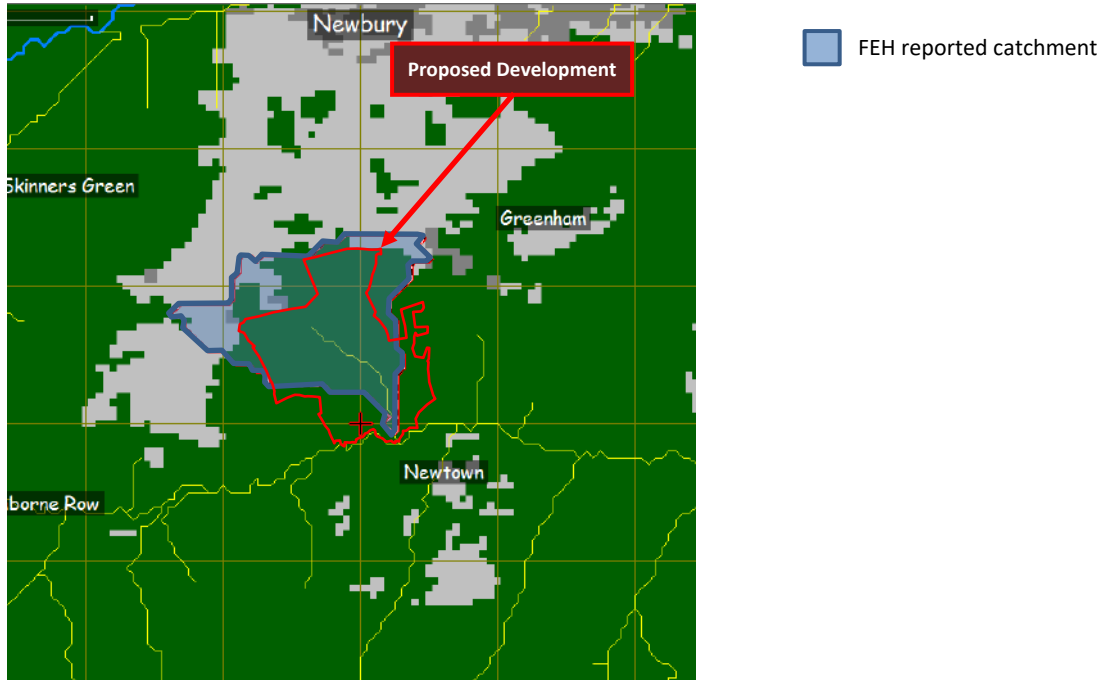 Newbury
Proposed Development
FEH reported catchment
Skinners Green
Greenham
Newtown
borne Row